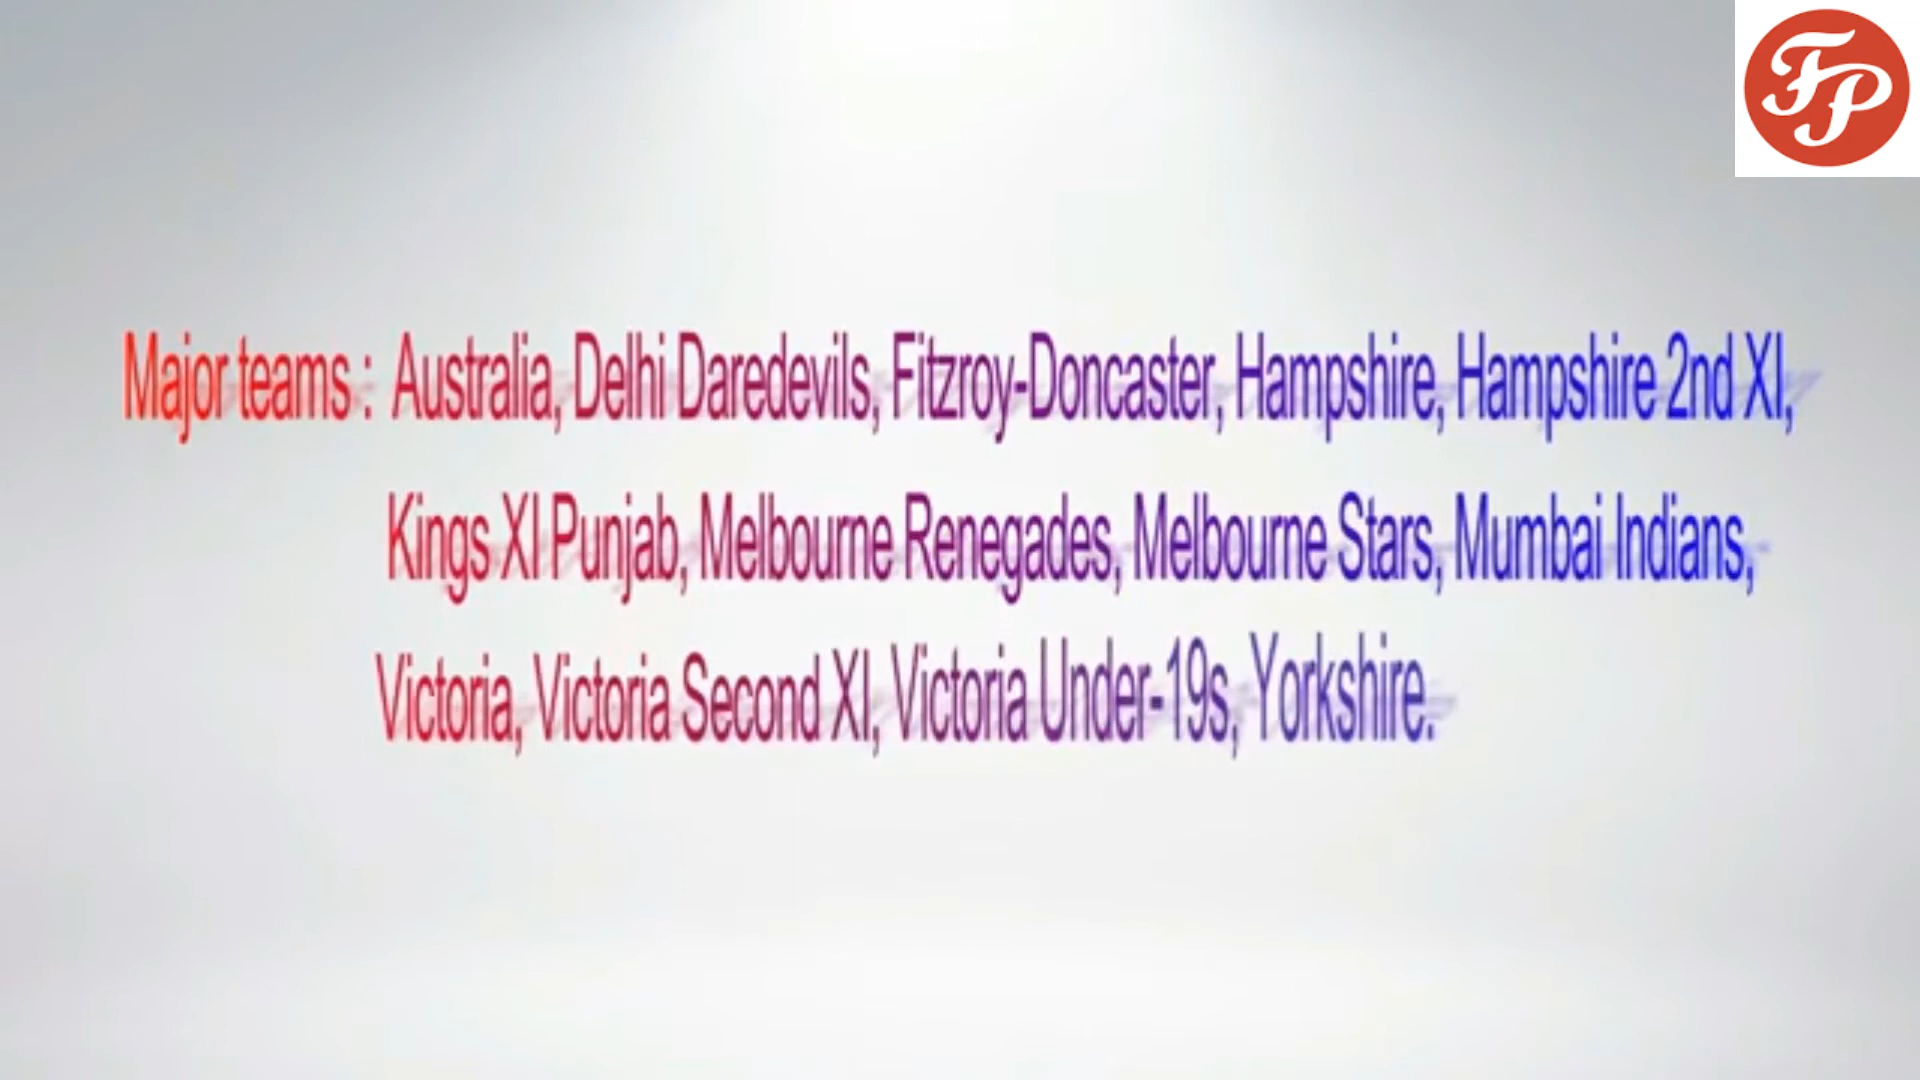 FP
Major teams : Australia, Delhi Daredevils, Fitzroy-Doncaster, Hampshire, Hampshire 2nd XI,
Kings XI Punjab, Melbourne Renegades, Melbourne Stars, Mumbai Indians,
Victoria, Victoria Second XI, Victoria Under-19s, Yorkshire.